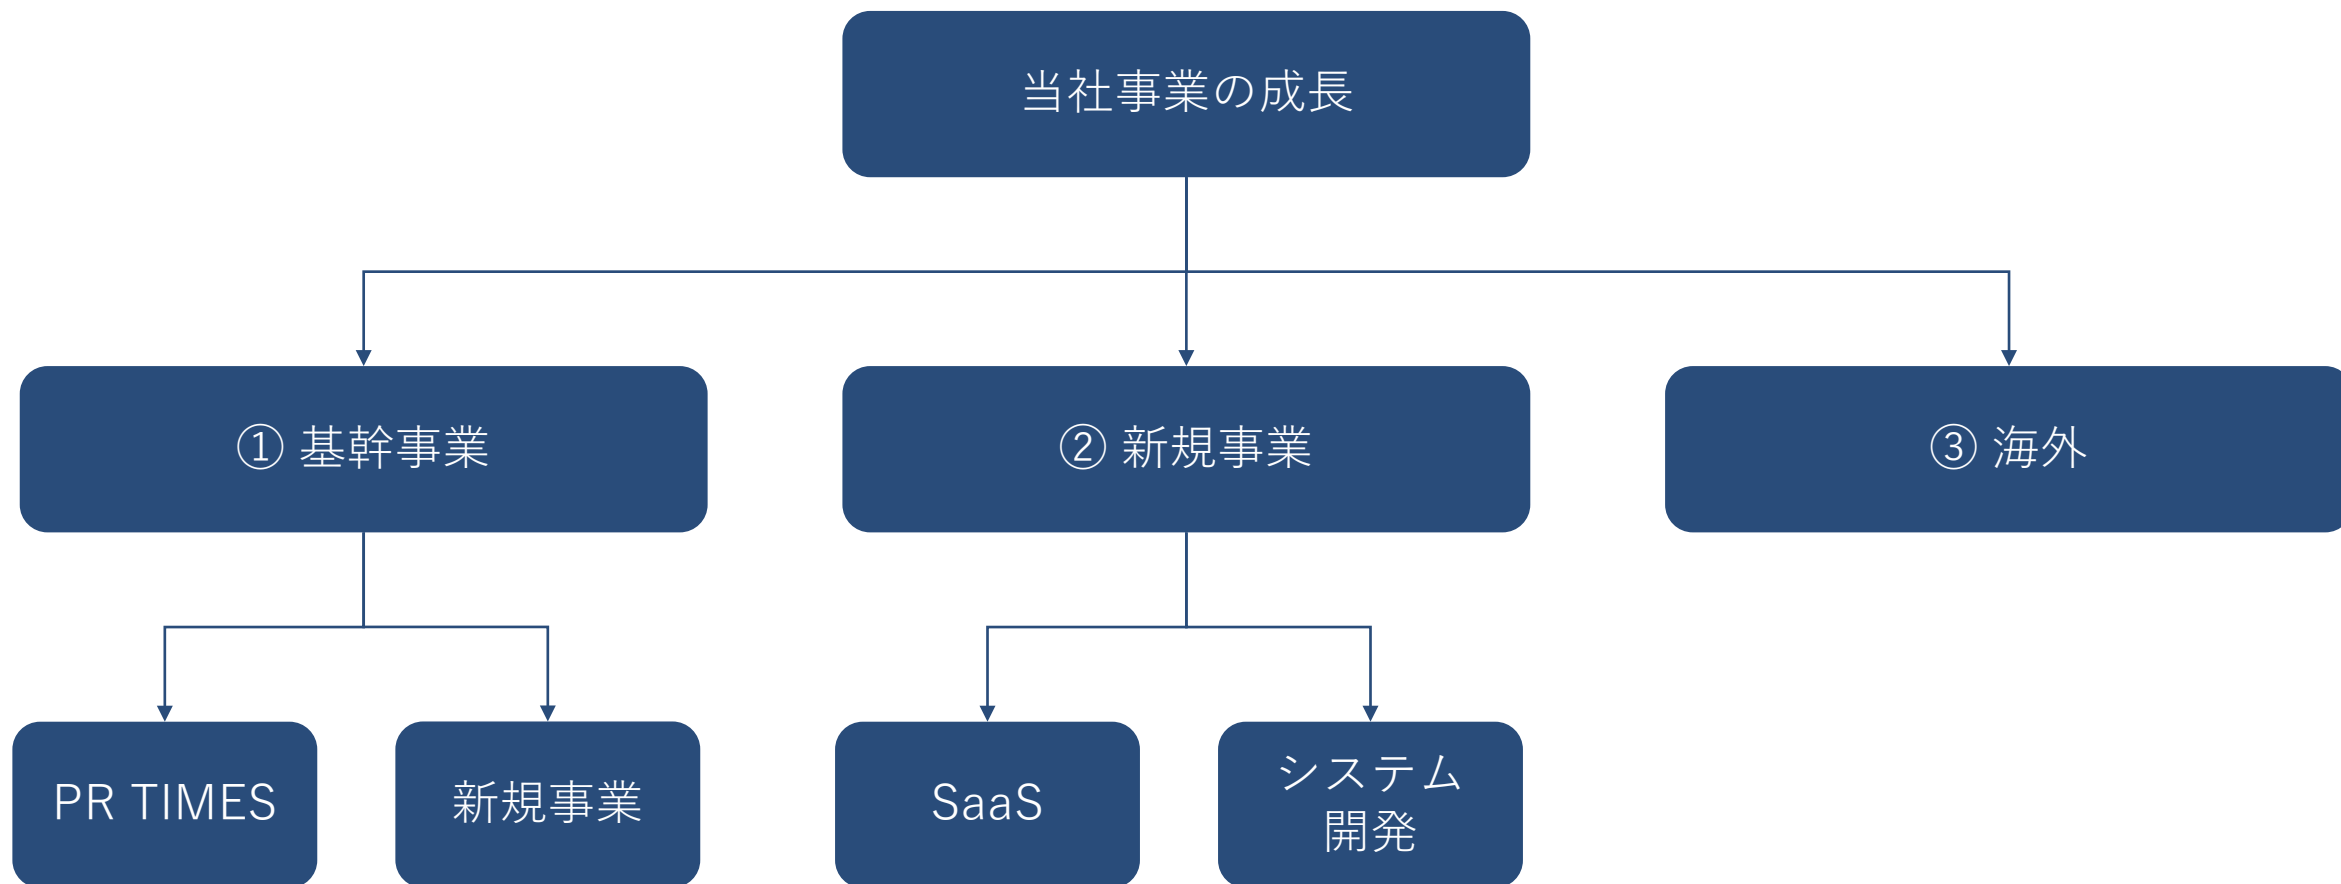 当社事業の成長
① 基幹事業
② 新規事業
③ 海外
PR TIMES
新規事業
SaaS
システム
開発